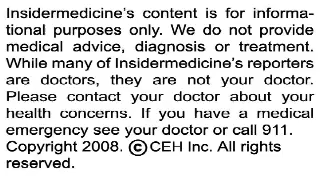 Insidermedicine's content is for informa-
tional purposes only. We do not provide
medical advice, diagnosis or treatment.
While many of Insidermedicine's reporters
are doctors, they are not your doctor.
Please contact your doctor about your
health concerns. If you have a medical
emergency see your doctor or call 911.
Copyright 2008. ©CEH Inc. All rights
reserved.